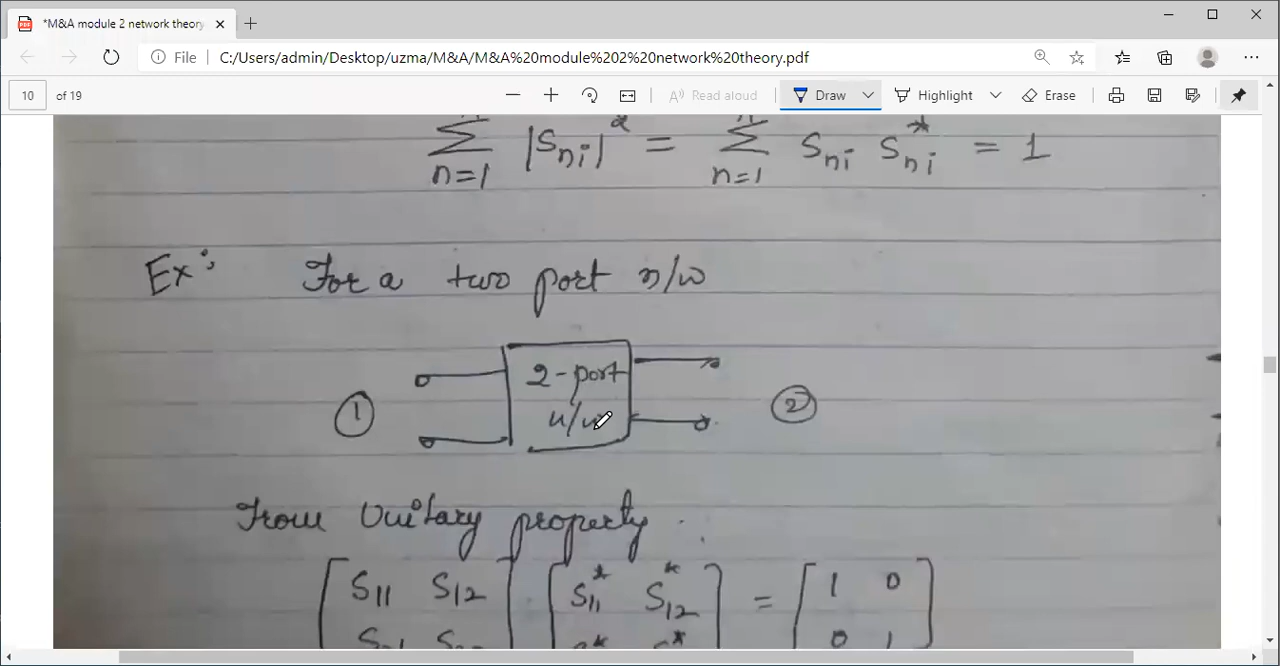 *M&A module 2 network theory
File C:/Users/admin/Desktop/uzma/M&A/M&A%20module%202%20network%20theory.pdf
10 of 19 Read aloud Draw Highlight Erase
∑ |Sni|² = ∑ Sni Sni* = 1
n=1 n=1
Ex: For a two port n/w
2-port
① n/w ②
From Unitary property.
[S11 S12] [S11* S12*] = [1 0]
0 1